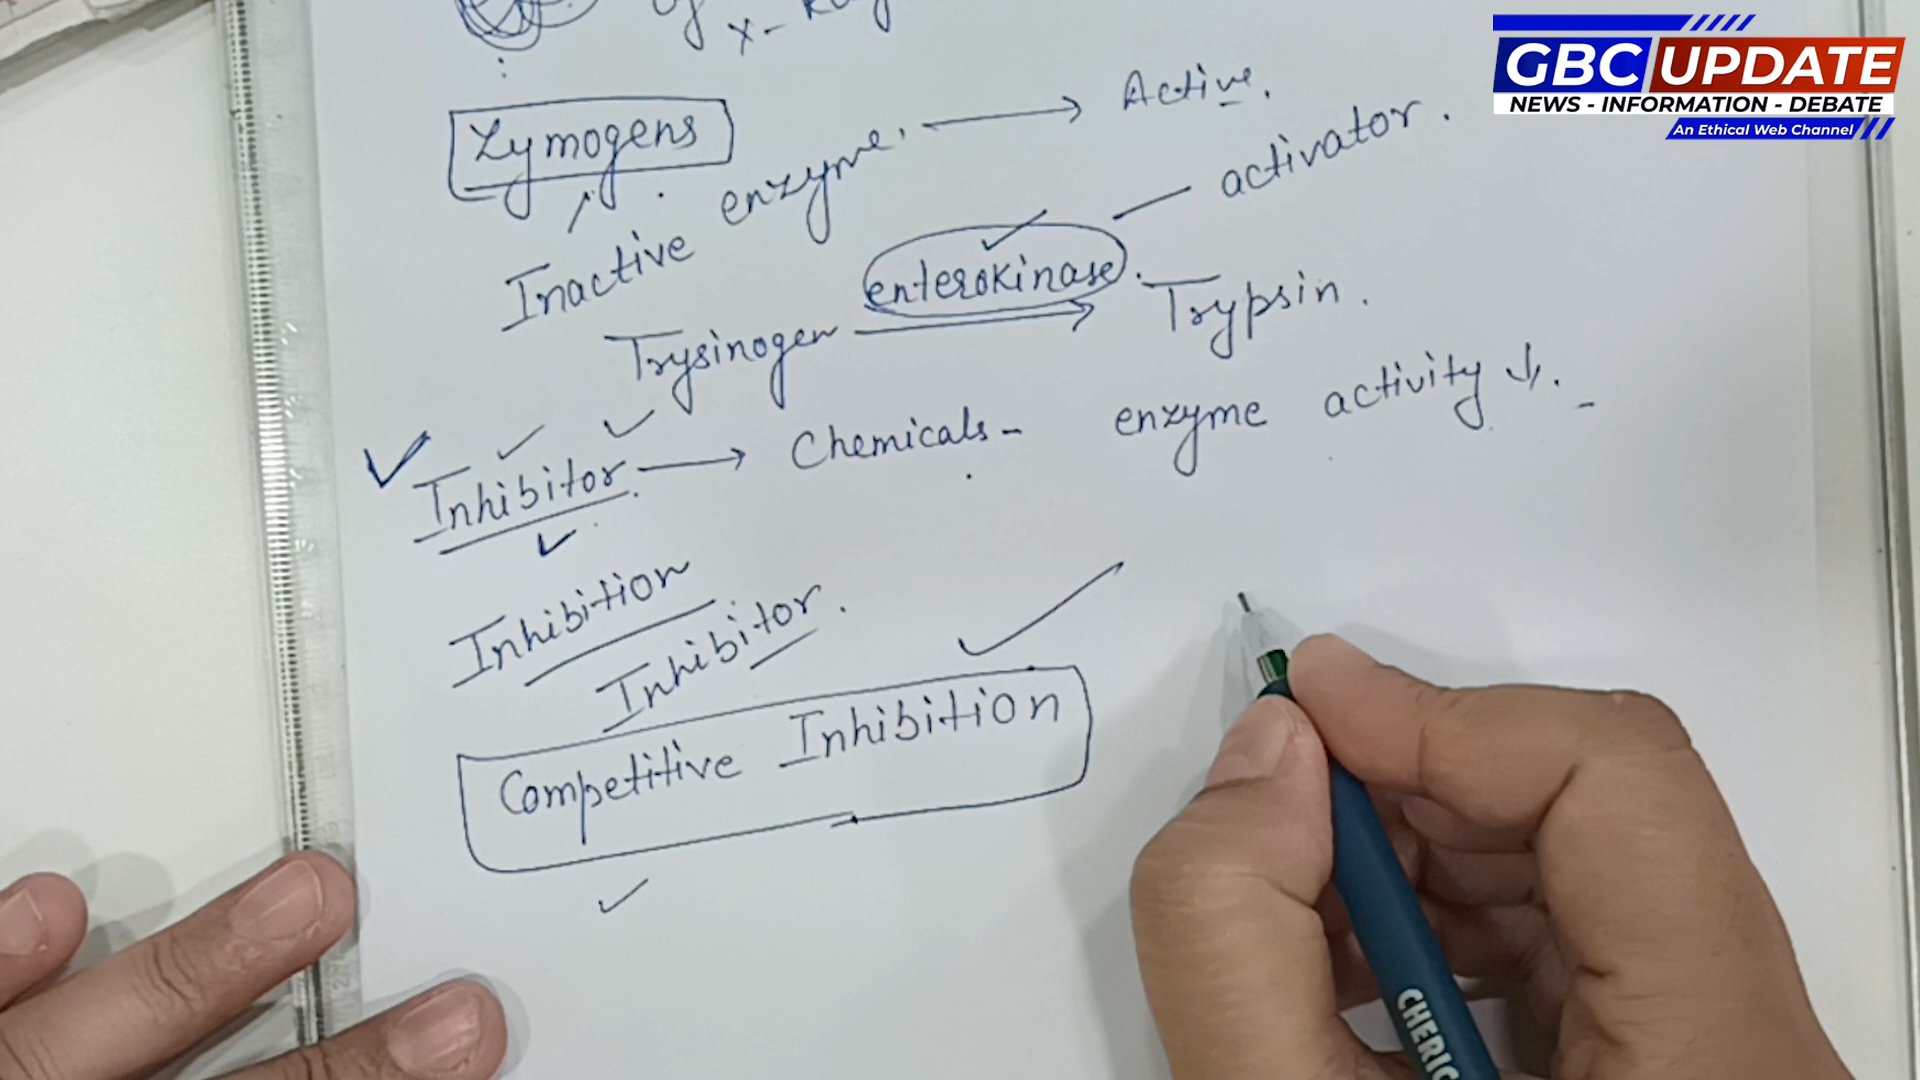 x-Ray
Zymogens
Inactive enzyme. → Active.
enterokinase. — activator.
Trysinogen → Trypsin.
Inhibitor. → Chemicals - enzyme activity ↓.
Inhibition
Inhibitor.
Competitive Inhibition
GBC UPDATE
NEWS - INFORMATION - DEBATE
An Ethical Web Channel